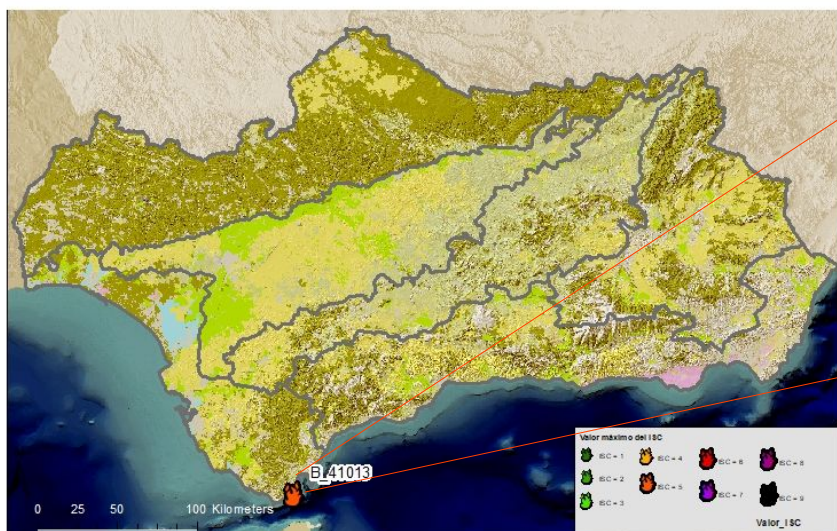 B_41013
0 25 50 100 Kilometers
Valor máximo del ISC
ISC = 1 ISC = 4 ISC = 6 ISC = 8
ISC = 2 ISC = 5 ISC = 7 ISC = 9
ISC = 3
Valor_ISC